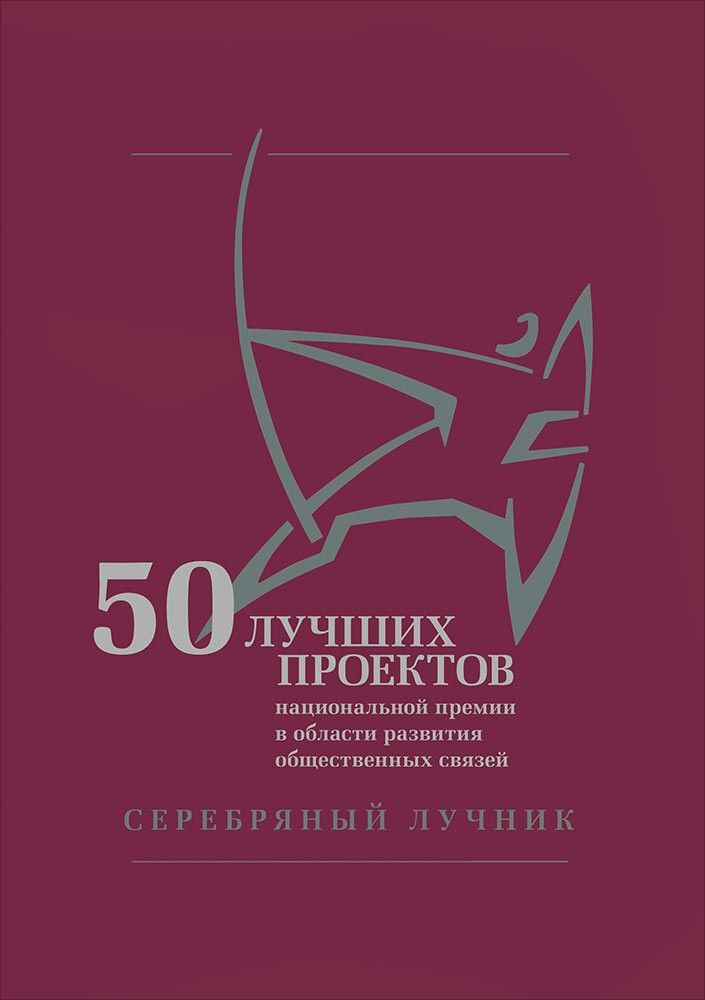 50 ЛУЧШИХ
ПРОЕКТОВ
национальной премии
в области развития
общественных связей
СЕРЕБРЯНЫЙ ЛУЧНИК